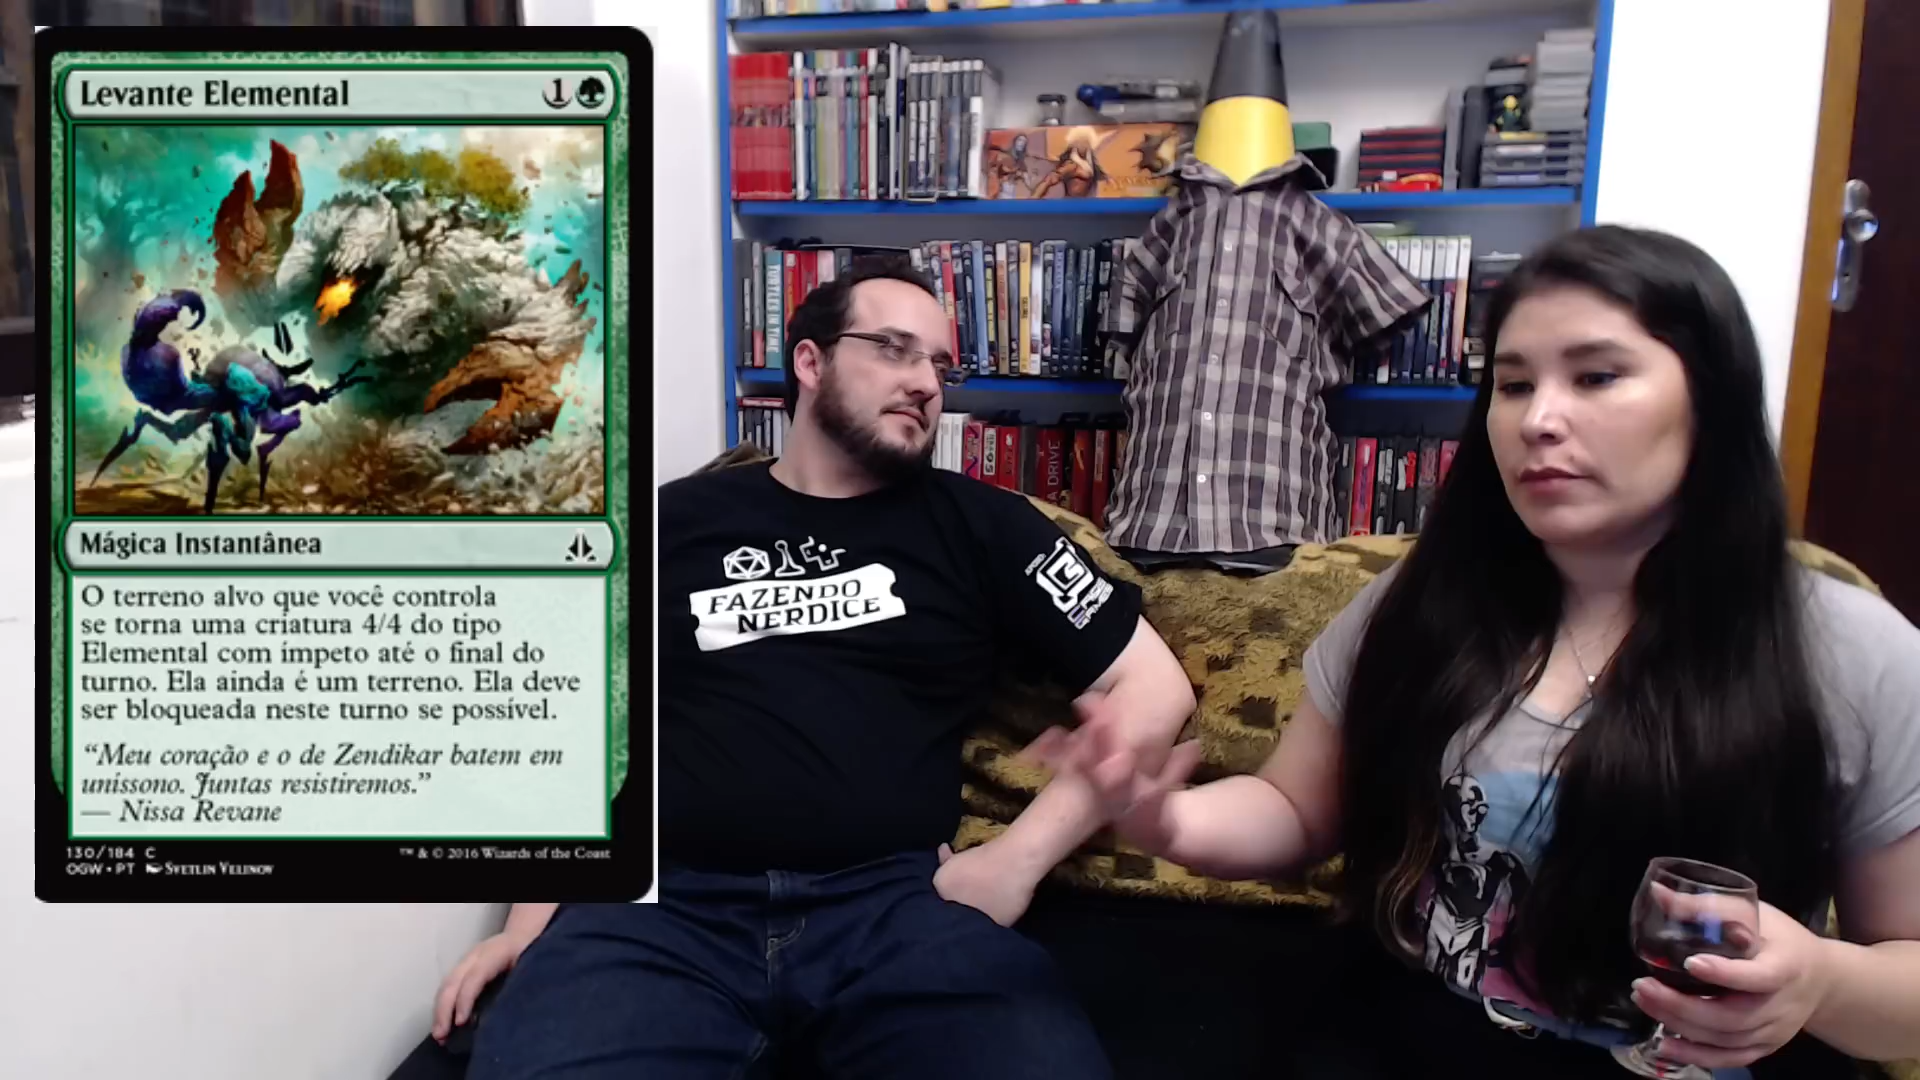 Levante Elemental 1
Mágica Instantânea
O terreno alvo que você controla
se torna uma criatura 4/4 do tipo
Elemental com ímpeto até o final do
turno. Ela ainda é um terreno. Ela deve
ser bloqueada neste turno se possível.
“Meu coração e o de Zendikar batem em
uníssono. Juntas resistiremos.”
— Nissa Revane
130/184 C
OGW • PT Svetlin Velinov
™ & © 2016 Wizards of the Coast
FAZENDO
NERDICE
TURTLES IN TIME